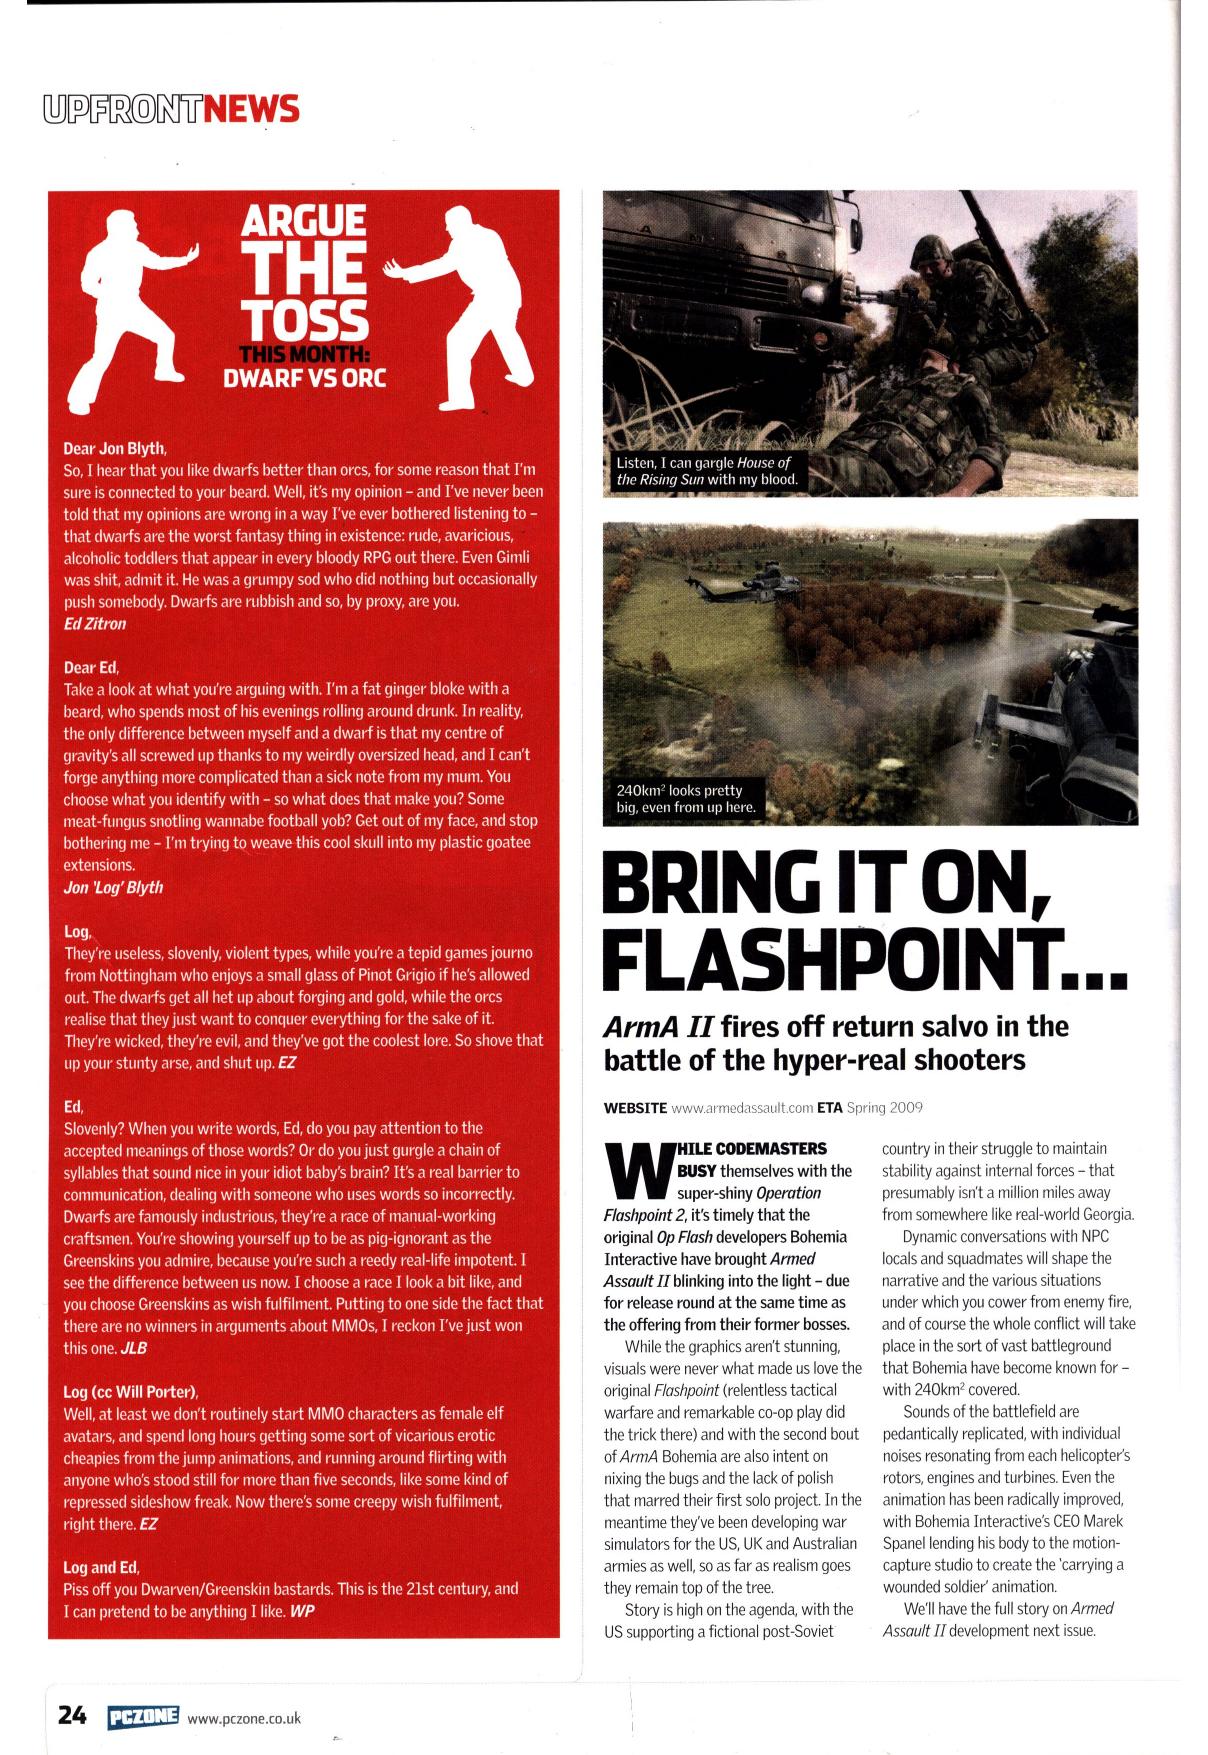 UPFRONTNEWS
ARGUE
THE
TOSS
THIS MONTH:
DWARF VS ORC
Dear Jon Blyth,
So, I hear that you like dwarfs better than orcs, for some reason that I'm
sure is connected to your beard. Well, it's my opinion – and I've never been
told that my opinions are wrong in a way I've ever bothered listening to –
that dwarfs are the worst fantasy thing in existence: rude, avaricious,
alcoholic toddlers that appear in every bloody RPG out there. Even Gimli
was shit, admit it. He was a grumpy sod who did nothing but occasionally
push somebody. Dwarfs are rubbish and so, by proxy, are you.
Ed Zitron
Dear Ed,
Take a look at what you're arguing with. I'm a fat ginger bloke with a
beard, who spends most of his evenings rolling around drunk. In reality,
the only difference between myself and a dwarf is that my centre of
gravity's all screwed up thanks to my weirdly oversized head, and I can't
forge anything more complicated than a sick note from my mum. You
choose what you identify with – so what does that make you? Some
meat-fungus snotling wannabe football yob? Get out of my face, and stop
bothering me – I'm trying to weave this cool skull into my plastic goatee
extensions.
Jon 'Log' Blyth
Log,
They're useless, slovenly, violent types, while you're a tepid games journo
from Nottingham who enjoys a small glass of Pinot Grigio if he's allowed
out. The dwarfs get all het up about forging and gold, while the orcs
realise that they just want to conquer everything for the sake of it.
They're wicked, they're evil, and they've got the coolest lore. So shove that
up your stunty arse, and shut up. EZ
Ed,
Slovenly? When you write words, Ed, do you pay attention to the
accepted meanings of those words? Or do you just gurgle a chain of
syllables that sound nice in your idiot baby's brain? It's a real barrier to
communication, dealing with someone who uses words so incorrectly.
Dwarfs are famously industrious, they're a race of manual-working
craftsmen. You're showing yourself up to be as pig-ignorant as the
Greenskins you admire, because you're such a reedy real-life impotent. I
see the difference between us now. I choose a race I look a bit like, and
you choose Greenskins as wish fulfilment. Putting to one side the fact that
there are no winners in arguments about MMOs, I reckon I've just won
this one. JLB
Log (cc Will Porter),
Well, at least we don't routinely start MMO characters as female elf
avatars, and spend long hours getting some sort of vicarious erotic
cheapies from the jump animations, and running around flirting with
anyone who's stood still for more than five seconds, like some kind of
repressed sideshow freak. Now there's some creepy wish fulfilment,
right there. EZ
Log and Ed,
Piss off you Dwarven/Greenskin bastards. This is the 21st century, and
I can pretend to be anything I like. WP
Listen, I can gargle House of
the Rising Sun with my blood.
240km² looks pretty
big, even from up here.
BRING IT ON,
FLASHPOINT...
ArmA II fires off return salvo in the
battle of the hyper-real shooters
WEBSITE www.armedassault.com ETA Spring 2009
WHILE CODEMASTERS
BUSY themselves with the
super-shiny Operation
Flashpoint 2, it's timely that the
original Op Flash developers Bohemia
Interactive have brought Armed
Assault II blinking into the light – due
for release round at the same time as
the offering from their former bosses.
While the graphics aren't stunning,
visuals were never what made us love the
original Flashpoint (relentless tactical
warfare and remarkable co-op play did
the trick there) and with the second bout
of ArmA Bohemia are also intent on
nixing the bugs and the lack of polish
that marred their first solo project. In the
meantime they've been developing war
simulators for the US, UK and Australian
armies as well, so as far as realism goes
they remain top of the tree.
Story is high on the agenda, with the
US supporting a fictional post-Soviet
country in their struggle to maintain
stability against internal forces – that
presumably isn't a million miles away
from somewhere like real-world Georgia.
Dynamic conversations with NPC
locals and squadmates will shape the
narrative and the various situations
under which you cower from enemy fire,
and of course the whole conflict will take
place in the sort of vast battleground
that Bohemia have become known for –
with 240km² covered.
Sounds of the battlefield are
pedantically replicated, with individual
noises resonating from each helicopter's
rotors, engines and turbines. Even the
animation has been radically improved,
with Bohemia Interactive's CEO Marek
Spanel lending his body to the motion-
capture studio to create the 'carrying a
wounded soldier' animation.
We'll have the full story on Armed
Assault II development next issue.
24 PCZONE www.pczone.co.uk